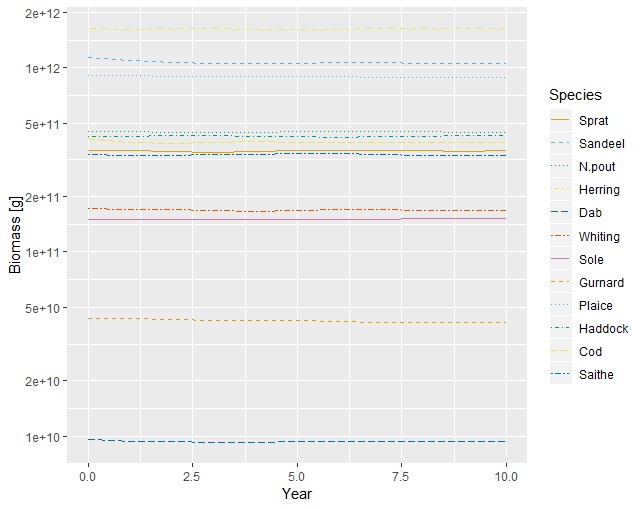 2e+12
1e+12
5e+11
2e+11
1e+11
5e+10
2e+10
1e+10
Biomass [g]
0.0 2.5 5.0 7.5 10.0
Year
Species
Sprat
Sandeel
N.pout
Herring
Dab
Whiting
Sole
Gurnard
Plaice
Haddock
Cod
Saithe